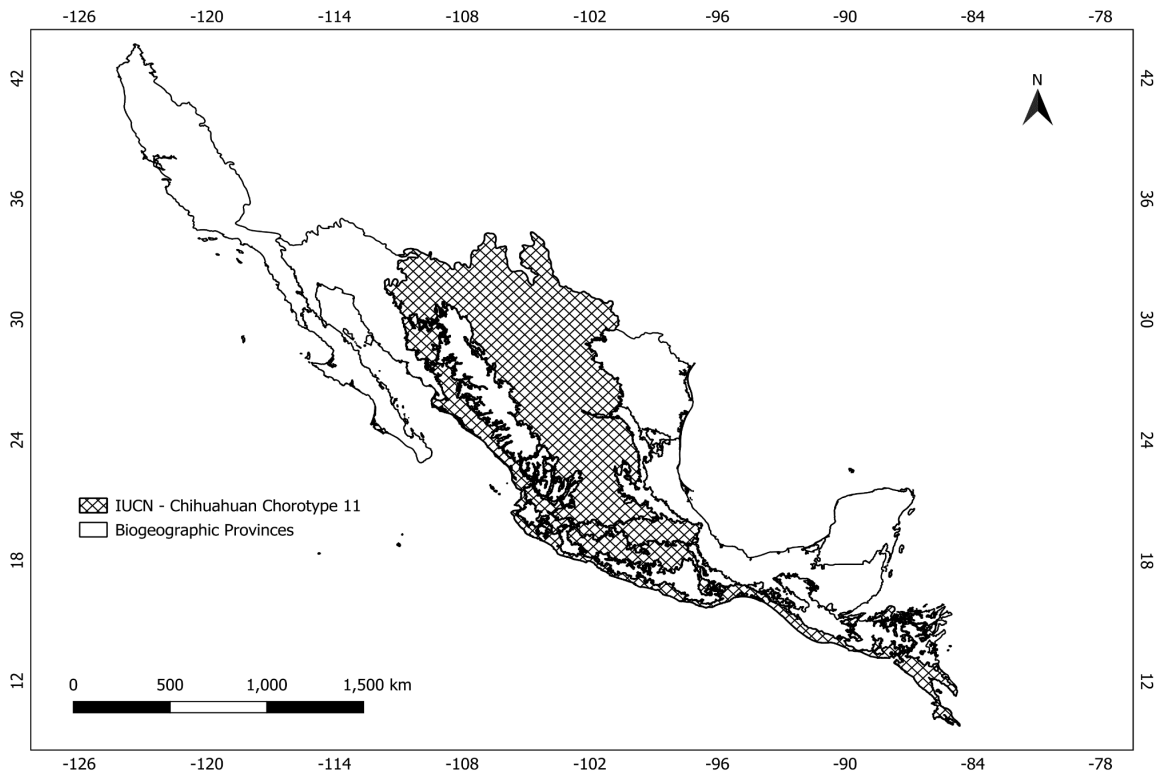 -126 -120 -114 -108 -102 -96 -90 -84 -78
N
42 42
36 36
30 30
24 24
IUCN - Chihuahuan Chorotype 11
Biogeographic Provinces
18 18
12 12
0 500 1,000 1,500 km
-126 -120 -114 -108 -102 -96 -90 -84 -78